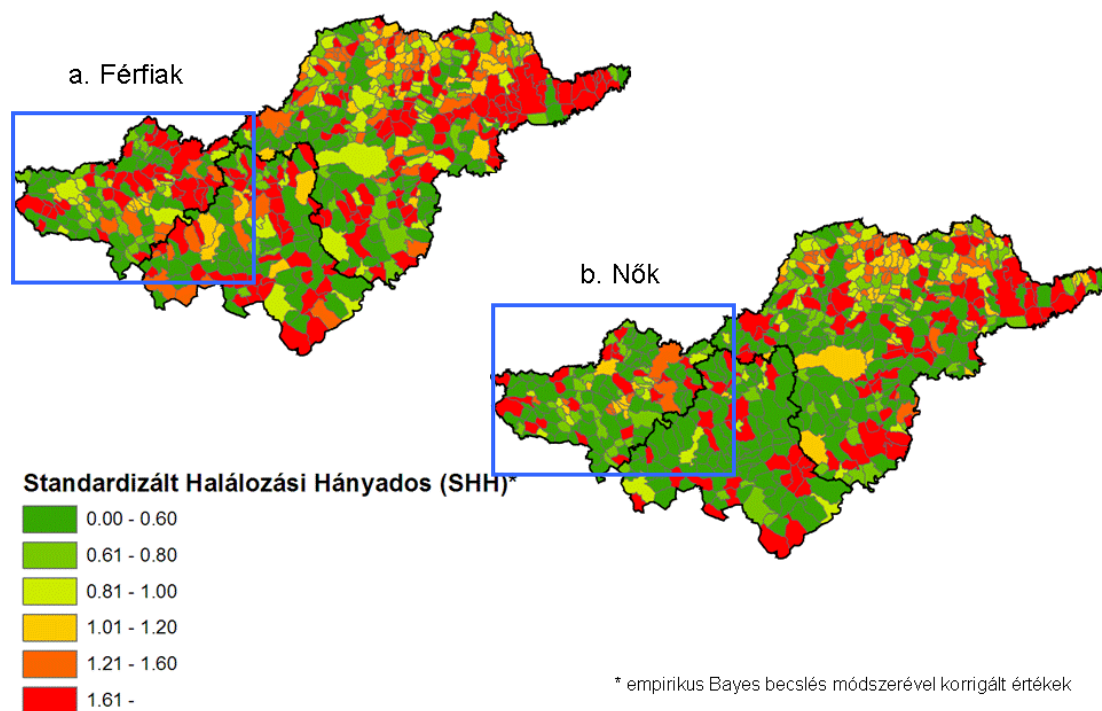 a. Férfiak
b. Nők
Standardizált Halálozási Hányados (SHH)*
0.00 - 0.60
0.61 - 0.80
0.81 - 1.00
1.01 - 1.20
1.21 - 1.60
1.61 -
* empirikus Bayes becslés módszerével korrigált értékek